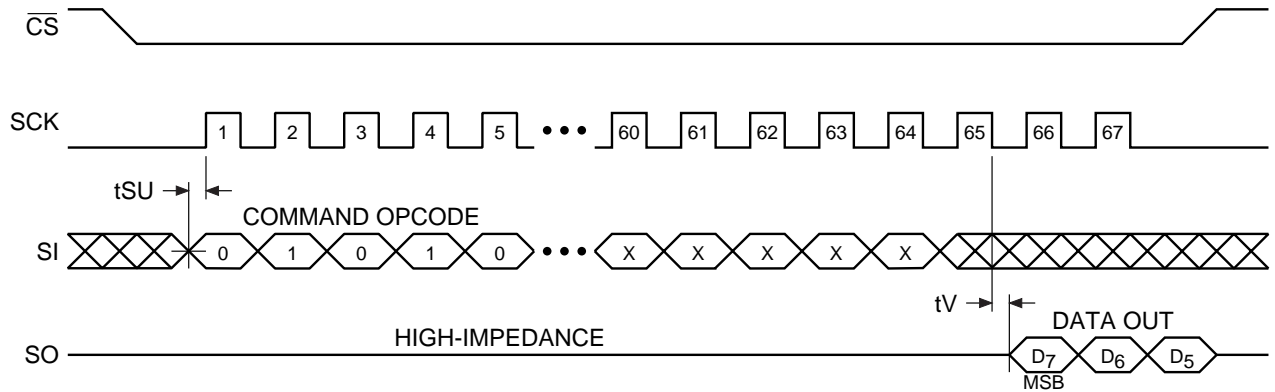 CS
SCK 1 2 3 4 5 ••• 60 61 62 63 64 65 66 67
tSU
COMMAND OPCODE
SI 0 1 0 1 0 ••• X X X X X
tV
HIGH-IMPEDANCE
DATA OUT
SO D7 D6 D5
MSB